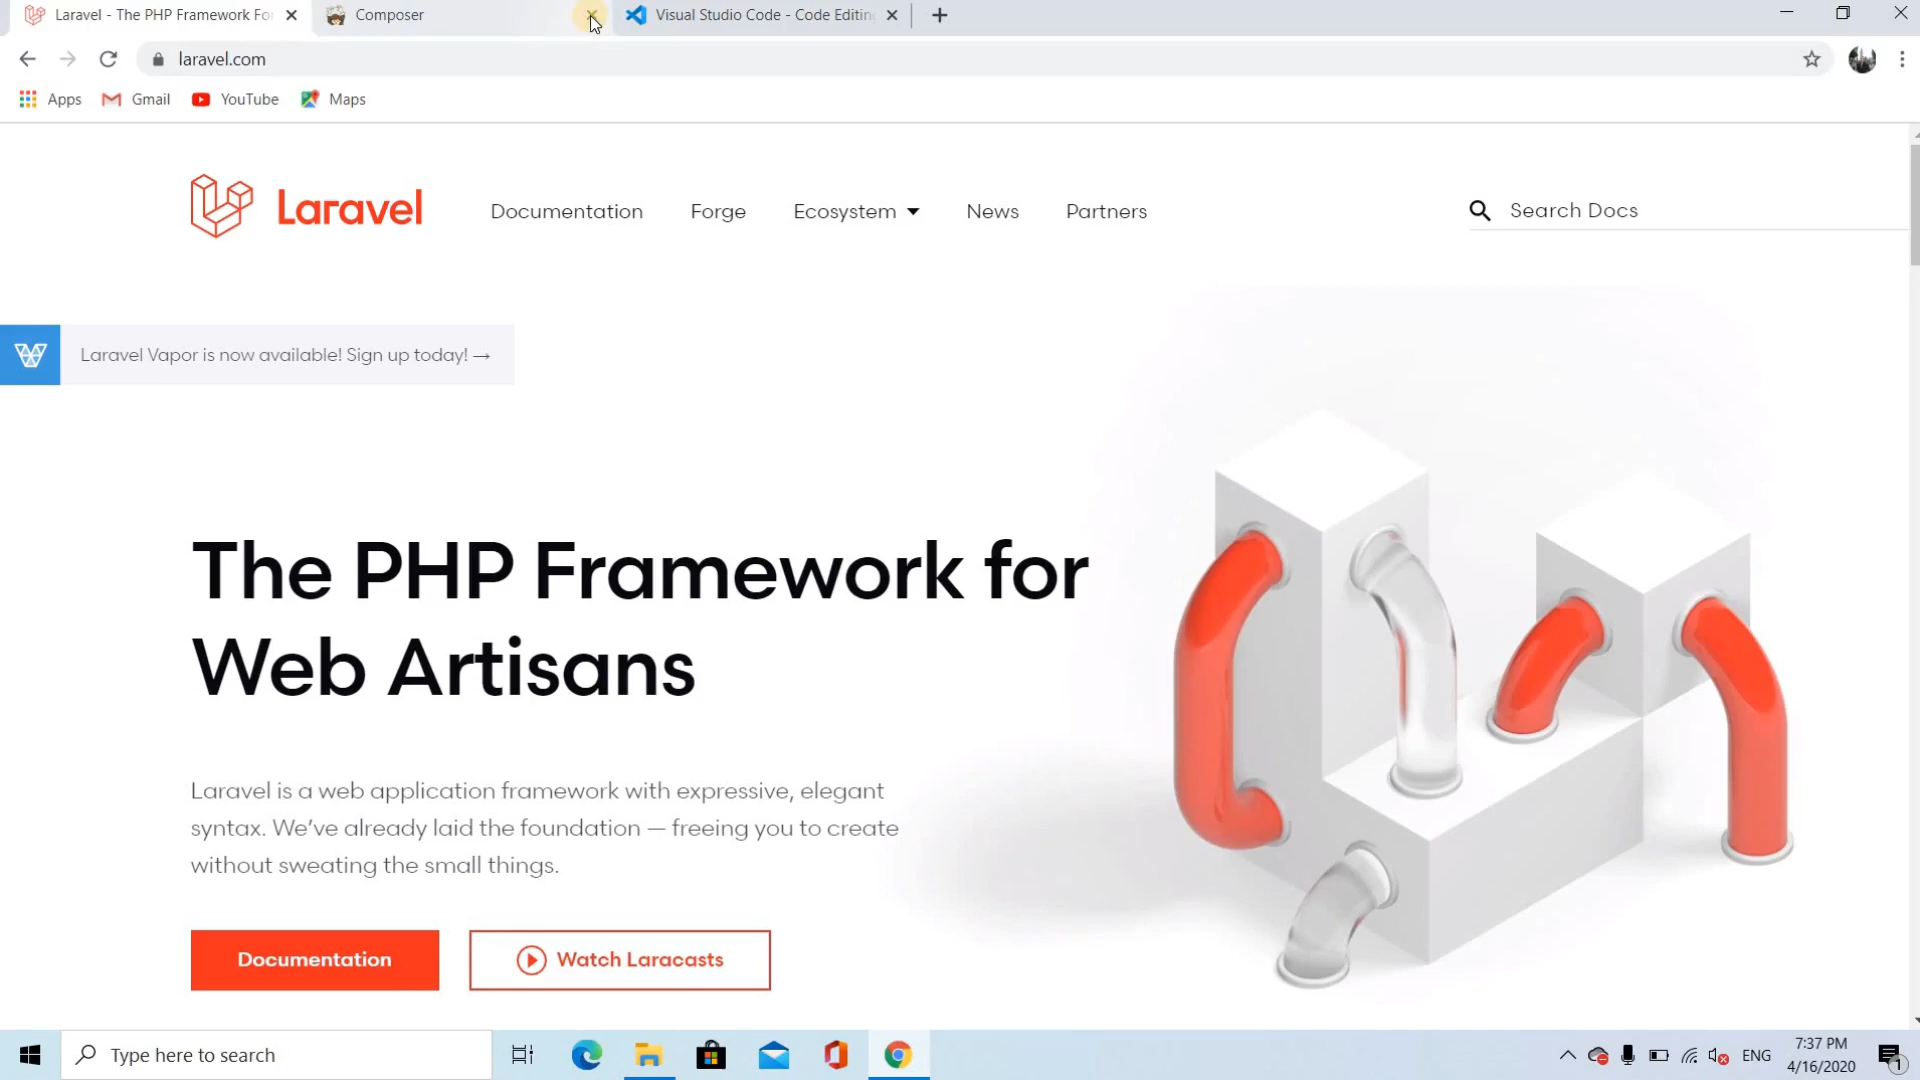 Laravel - The PHP Framework For
Composer
Visual Studio Code - Code Editing
laravel.com
Apps
Gmail
YouTube
Maps
Laravel
Documentation
Forge
Ecosystem
News
Partners
Search Docs
Laravel Vapor is now available! Sign up today! →
The PHP Framework for
Web Artisans
Laravel is a web application framework with expressive, elegant
syntax. We've already laid the foundation — freeing you to create
without sweating the small things.
Documentation
Watch Laracasts
Type here to search
ENG
7:37 PM
4/16/2020
1